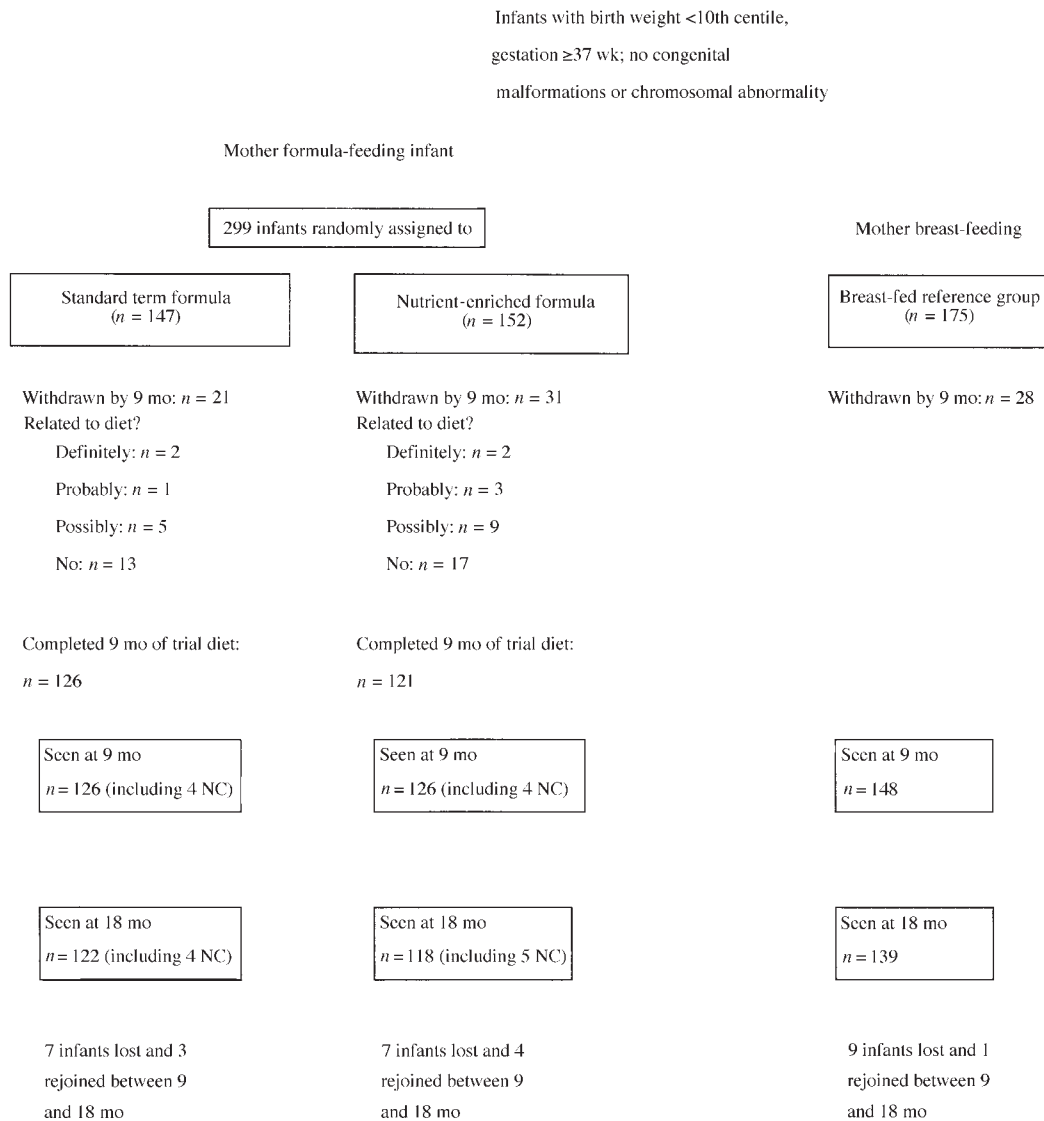 Infants with birth weight <10th centile,
gestation ≥37 wk; no congenital
malformations or chromosomal abnormality
Mother formula-feeding infant
299 infants randomly assigned to
Mother breast-feeding
Standard term formula
(n = 147)
Nutrient-enriched formula
(n = 152)
Breast-fed reference group
(n = 175)
Withdrawn by 9 mo: n = 21
Related to diet?
Definitely: n = 2
Probably: n = 1
Possibly: n = 5
No: n = 13
Withdrawn by 9 mo: n = 31
Related to diet?
Definitely: n = 2
Probably: n = 3
Possibly: n = 9
No: n = 17
Withdrawn by 9 mo: n = 28
Completed 9 mo of trial diet:
n = 126
Completed 9 mo of trial diet:
n = 121
Seen at 9 mo
n = 126 (including 4 NC)
Seen at 9 mo
n = 126 (including 4 NC)
Seen at 9 mo
n = 148
Seen at 18 mo
n = 122 (including 4 NC)
Seen at 18 mo
n = 118 (including 5 NC)
Seen at 18 mo
n = 139
7 infants lost and 3
rejoined between 9
and 18 mo
7 infants lost and 4
rejoined between 9
and 18 mo
9 infants lost and 1
rejoined between 9
and 18 mo